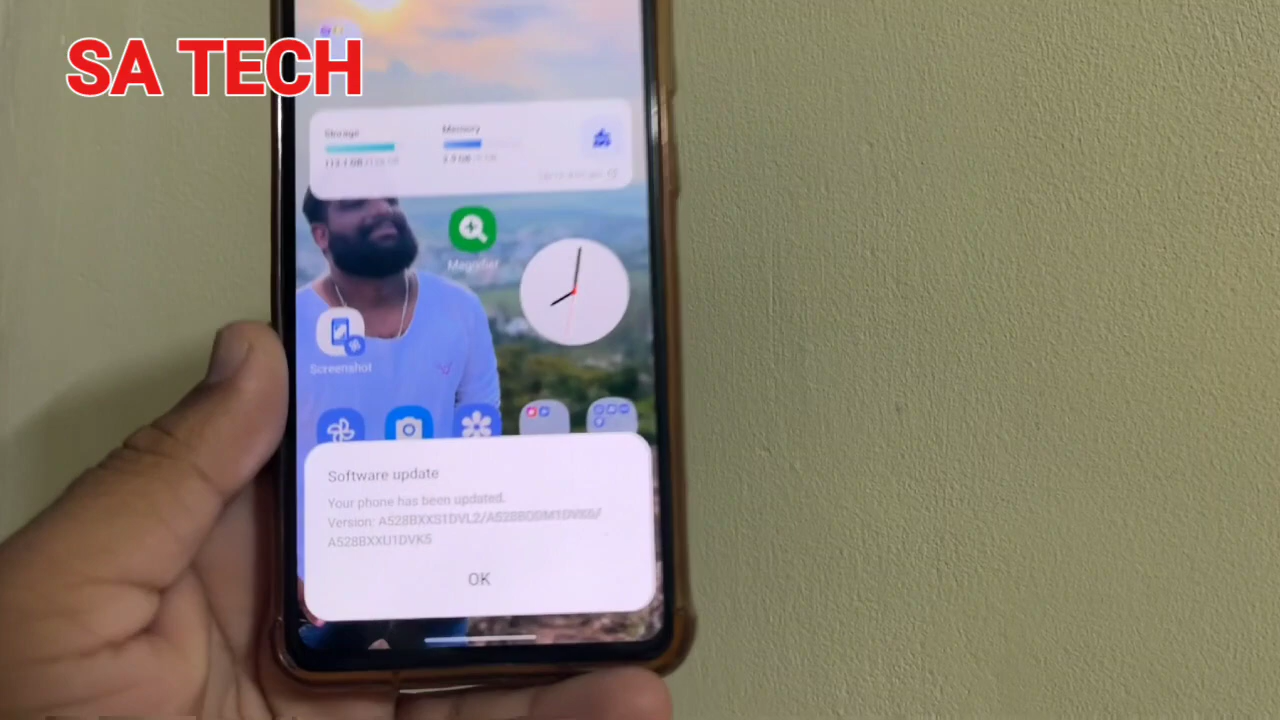 SA TECH
Storage
Memory
Magnifier
Screenshot
Software update
Your phone has been updated.
Version: A528BXXS1DVL2/
A528BXXU1DVK5
OK